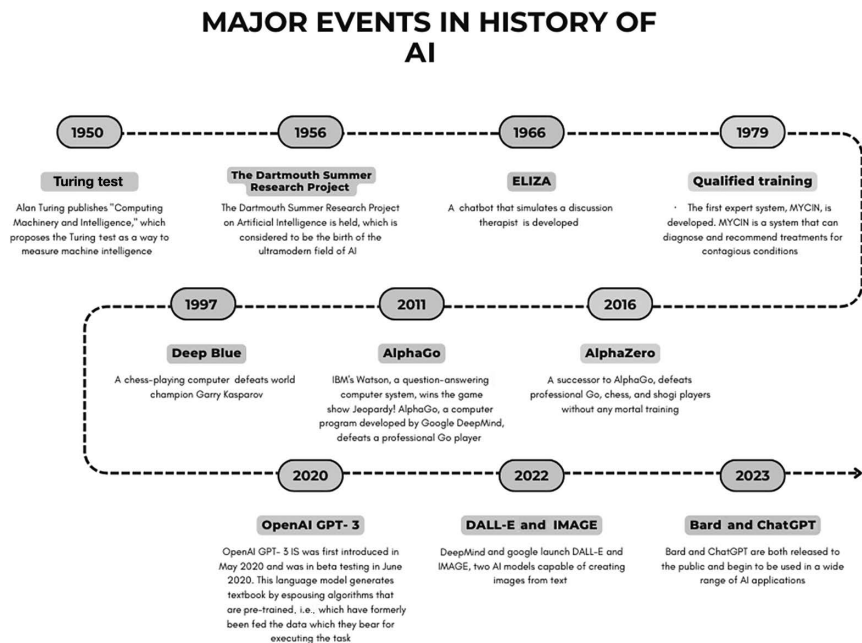 MAJOR EVENTS IN HISTORY OF
AI
1950
1956
1966
1979
Turing test
Alan Turing publishes "Computing
Machinery and Intelligence," which
proposes the Turing test as a way to
measure machine intelligence
The Dartmouth Summer
Research Project
The Dartmouth Summer Research Project
on Artificial Intelligence is held, which is
considered to be the birth of the
ultramodern field of AI
ELIZA
A chatbot that simulates a discussion
therapist is developed
Qualified training
· The first expert system, MYCIN, is
developed. MYCIN is a system that can
diagnose and recommend treatments for
contagious conditions
1997
2011
2016
Deep Blue
A chess-playing computer defeats world
champion Garry Kasparov
AlphaGo
IBM's Watson, a question-answering
computer system, wins the game
show Jeopardy! AlphaGo, a computer
program developed by Google DeepMind,
defeats a professional Go player
AlphaZero
A successor to AlphaGo, defeats
professional Go, chess, and shogi players
without any mortal training
2020
2022
2023
OpenAI GPT- 3
OpenAI GPT- 3 IS was first introduced in
May 2020 and was in beta testing in June
2020. This language model generates
textbook by espousing algorithms that
are pre-trained, i.e., which have formerly
been fed the data which they bear for
executing the task
DALL-E and IMAGE
DeepMind and google launch DALL-E and
IMAGE, two AI models capable of creating
images from text
Bard and ChatGPT
Bard and ChatGPT are both released to
the public and begin to be used in a wide
range of AI applications